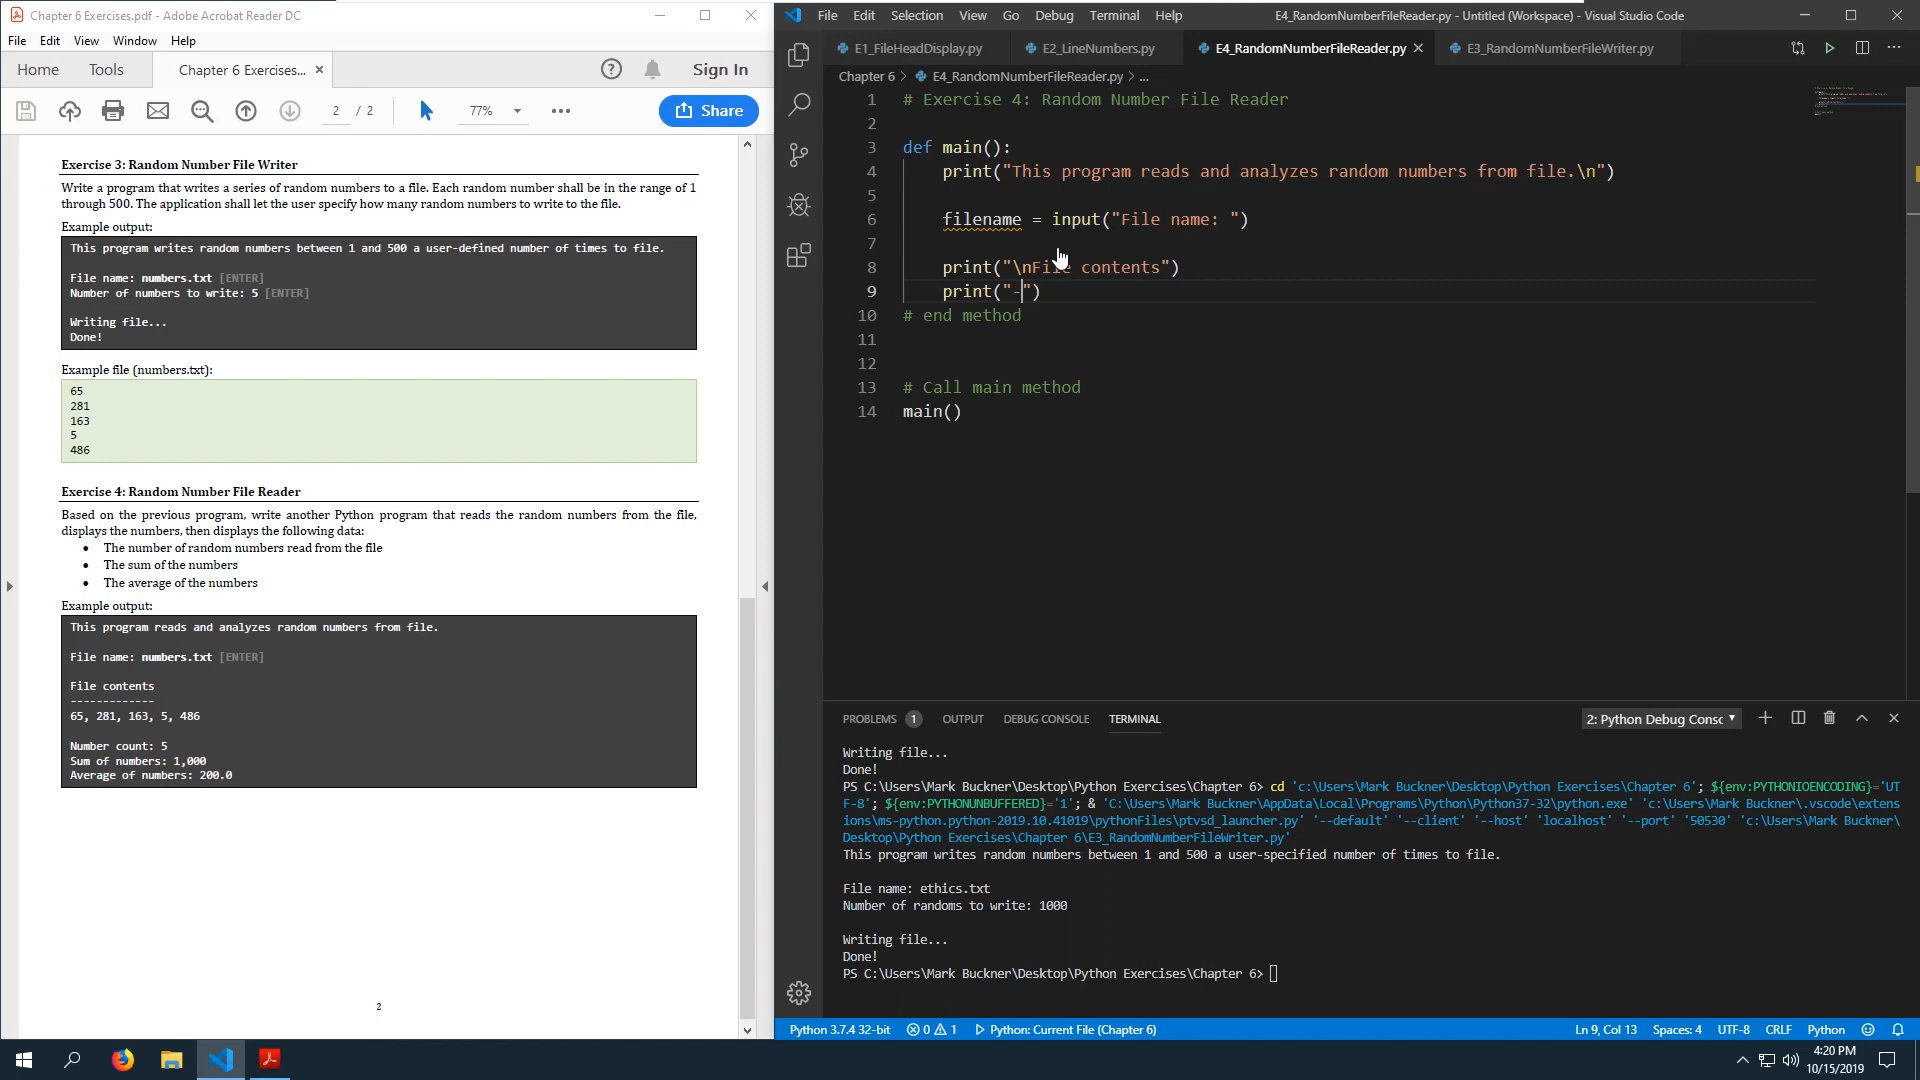 Chapter 6 Exercises.pdf - Adobe Acrobat Reader DC
File Edit View Window Help
Home Tools Chapter 6 Exercises... × Sign In
2 / 2 77% Share
Exercise 3: Random Number File Writer
Write a program that writes a series of random numbers to a file. Each random number shall be in the range of 1
through 500. The application shall let the user specify how many random numbers to write to the file.
Example output:
This program writes random numbers between 1 and 500 a user-defined number of times to file.
File name: numbers.txt [ENTER]
Number of numbers to write: 5 [ENTER]
Writing file...
Done!
Example file (numbers.txt):
65
281
163
5
486
Exercise 4: Random Number File Reader
Based on the previous program, write another Python program that reads the random numbers from the file,
displays the numbers, then displays the following data:
• The number of random numbers read from the file
• The sum of the numbers
• The average of the numbers
Example output:
This program reads and analyzes random numbers from file.
File name: numbers.txt [ENTER]
File contents
-------------
65, 281, 163, 5, 486
Number count: 5
Sum of numbers: 1,000
Average of numbers: 200.0
2
File Edit Selection View Go Debug Terminal Help E4_RandomNumberFileReader.py - Untitled (Workspace) - Visual Studio Code
E1_FileHeadDisplay.py E2_LineNumbers.py E4_RandomNumberFileReader.py × E3_RandomNumberFileWriter.py
Chapter 6 > E4_RandomNumberFileReader.py > ...
1 # Exercise 4: Random Number File Reader
2
3 def main():
4 print("This program reads and analyzes random numbers from file.\n")
5
6 filename = input("File name: ")
7
8 print("\nFile contents")
9 print("-")
10 # end method
11
12
13 # Call main method
14 main()
PROBLEMS 1 OUTPUT DEBUG CONSOLE TERMINAL 2: Python Debug Consc
Writing file...
Done!
PS C:\Users\Mark Buckner\Desktop\Python Exercises\Chapter 6> cd 'c:\Users\Mark Buckner\Desktop\Python Exercises\Chapter 6'; ${env:PYTHONIOENCODING}='UT
F-8'; ${env:PYTHONUNBUFFERED}='1'; & 'C:\Users\Mark Buckner\AppData\Local\Programs\Python\Python37-32\python.exe' 'c:\Users\Mark Buckner\.vscode\extens
ions\ms-python.python-2019.10.41019\pythonFiles\ptvsd_launcher.py' '--default' '--client' '--host' 'localhost' '--port' '50530' 'c:\Users\Mark Buckner\
Desktop\Python Exercises\Chapter 6\E3_RandomNumberFileWriter.py'
This program writes random numbers between 1 and 500 a user-specified number of times to file.
File name: ethics.txt
Number of randoms to write: 1000
Writing file...
Done!
PS C:\Users\Mark Buckner\Desktop\Python Exercises\Chapter 6>
Python 3.7.4 32-bit 0 1 Python: Current File (Chapter 6) Ln 9, Col 13 Spaces: 4 UTF-8 CRLF Python
4:20 PM
10/15/2019